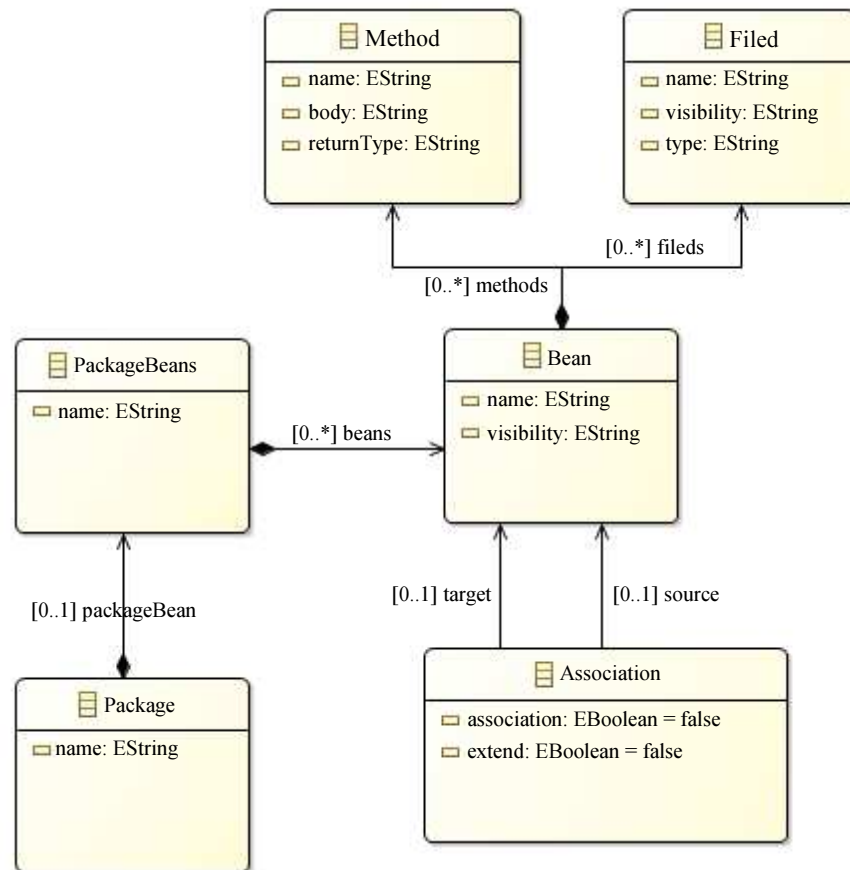 Method
name: EString
body: EString
returnType: EString
Filed
name: EString
visibility: EString
type: EString
[0..*] fileds
[0..*] methods
PackageBeans
name: EString
[0..*] beans
Bean
name: EString
visibility: EString
[0..1] packageBean
[0..1] target
[0..1] source
Package
name: EString
Association
association: EBoolean = false
extend: EBoolean = false